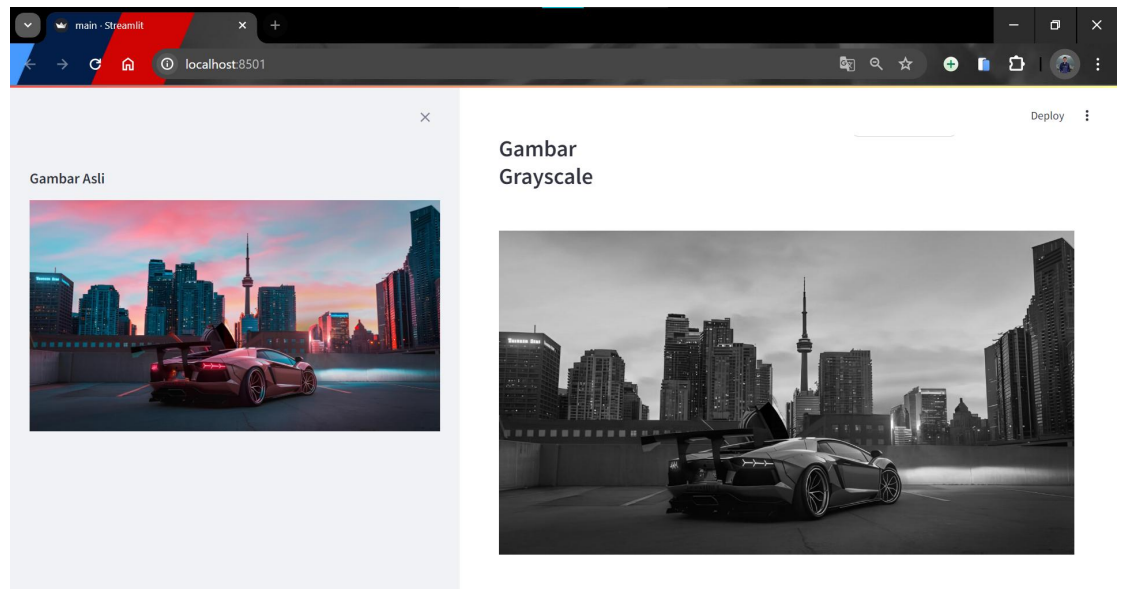 main · Streamlit
localhost:8501
Deploy
Gambar Asli
Gambar
Grayscale